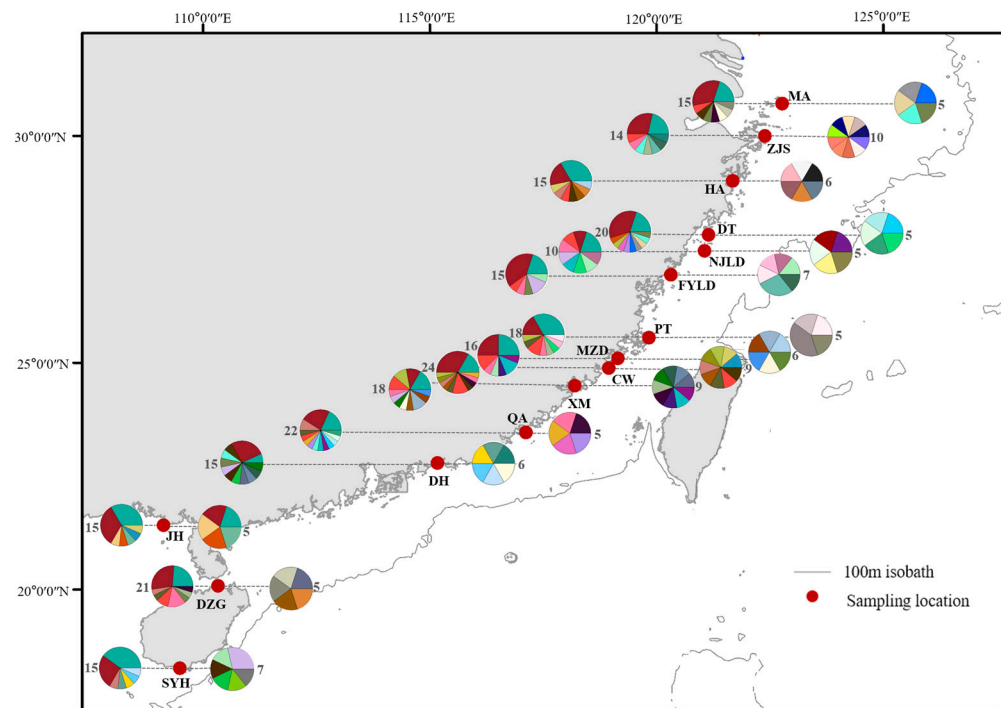 110°0'0"E 115°0'0"E 120°0'0"E 125°0'0"E
15 MA 5
30°0'0"N 14 ZJS 10
15 HA 6
20 DT 5
10 NJLD 5
15 FYLD 7
18 PT 5
25°0'0"N 16 MZD 6
24 CW 9
18 XM 9
22 QA 5
15 DH 6
15 JH 5
100m isobath
20°0'0"N 21 DZG 5
Sampling location
15 SYH 7